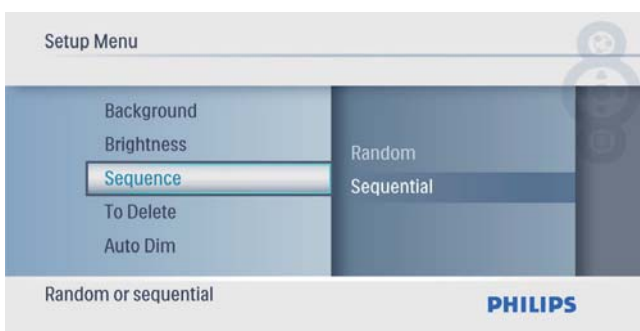 Setup Menu
Background
Brightness
Sequence
To Delete
Auto Dim
Random
Sequential
Random or sequential
PHILIPS